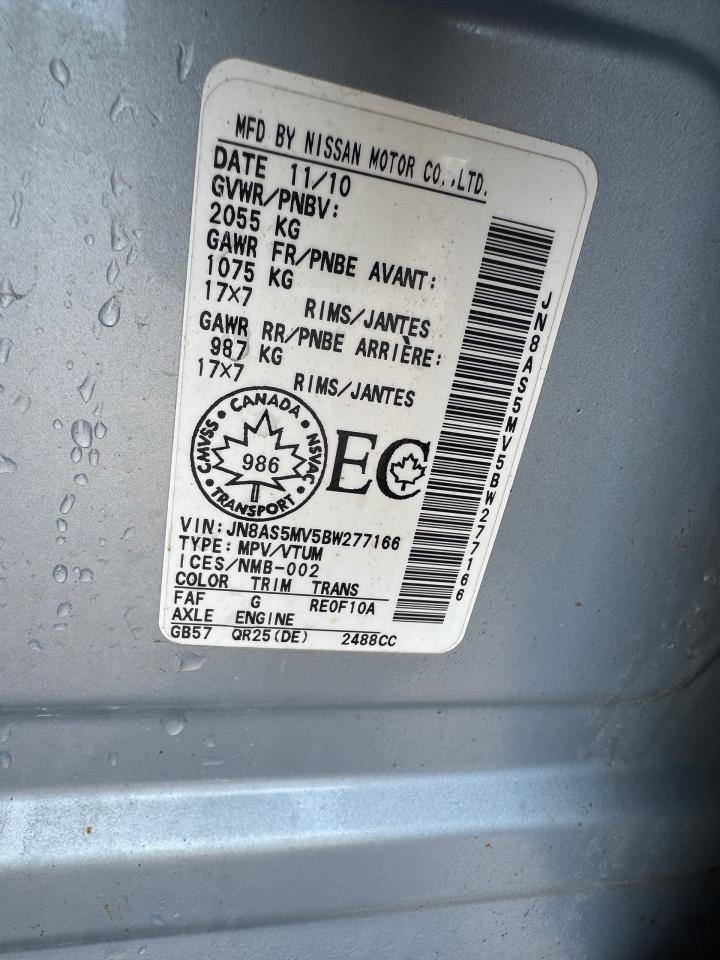 MFD BY NISSAN MOTOR CO.,LTD.
DATE 11/10
GVWR/PNBV:
2055 KG
GAWR FR/PNBE AVANT:
1075 KG
17X7 RIMS/JANTES
GAWR RR/PNBE ARRIÈRE:
987 KG
17X7 RIMS/JANTES
CANADA
CMVSS
NSVAC
986
TRANSPORT
EC
VIN:JN8AS5MV5BW277166
TYPE:MPV/VTUM
ICES/NMB-002
COLOR TRIM TRANS
FAF G RE0F10A
AXLE ENGINE
GB57 QR25(DE) 2488CC
JN8AS5MV5BW277166